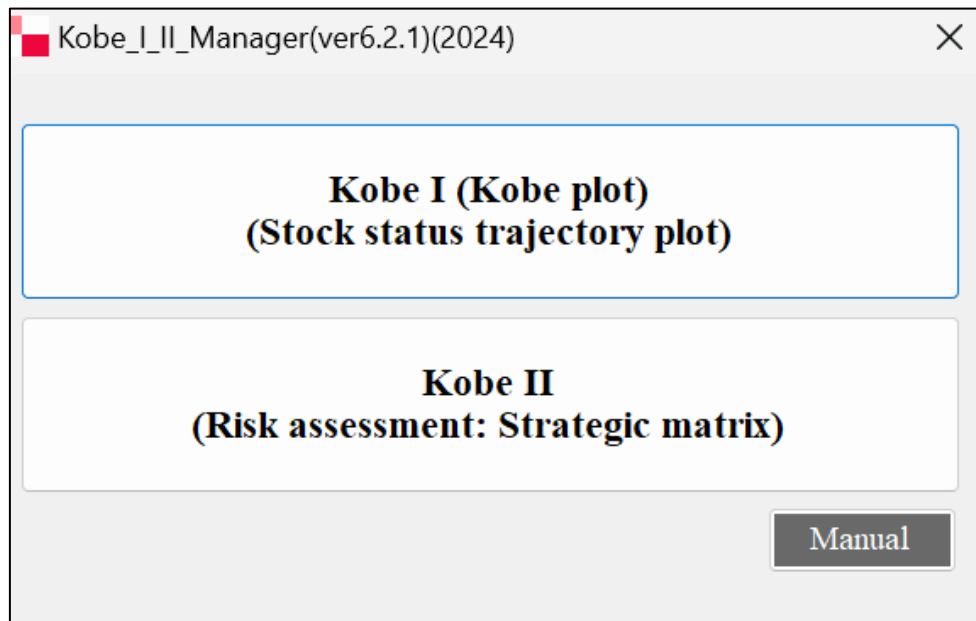 Kobe_I_II_Manager(ver6.2.1)(2024)
Kobe I (Kobe plot)
(Stock status trajectory plot)
Kobe II
(Risk assessment: Strategic matrix)
Manual